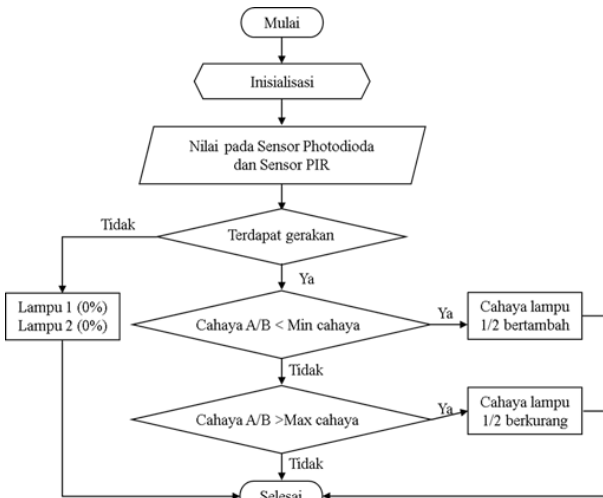 Mulai
Inisialisasi
Nilai pada Sensor Photodioda
dan Sensor PIR
Tidak
Terdapat gerakan
Ya
Lampu 1 (0%)
Lampu 2 (0%)
Cahaya A/B < Min cahaya
Ya
Cahaya lampu
1/2 bertambah
Tidak
Cahaya A/B >Max cahaya
Ya
Cahaya lampu
1/2 berkurang
Tidak
Selesai